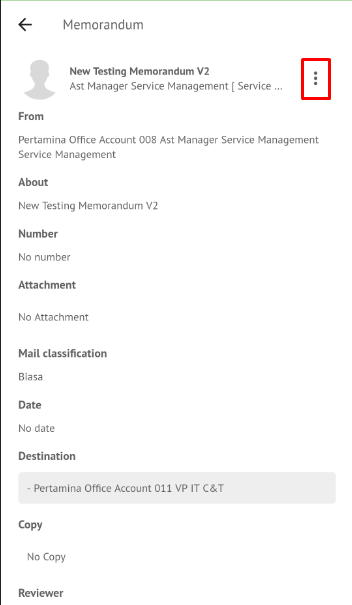 Memorandum
New Testing Memorandum V2
Ast Manager Service Management [ Service ...
From
Pertamina Office Account 008 Ast Manager Service Management
Service Management
About
New Testing Memorandum V2
Number
No number
Attachment
No Attachment
Mail classification
Biasa
Date
No date
Destination
- Pertamina Office Account 011 VP IT C&T
Copy
No Copy
Reviewer